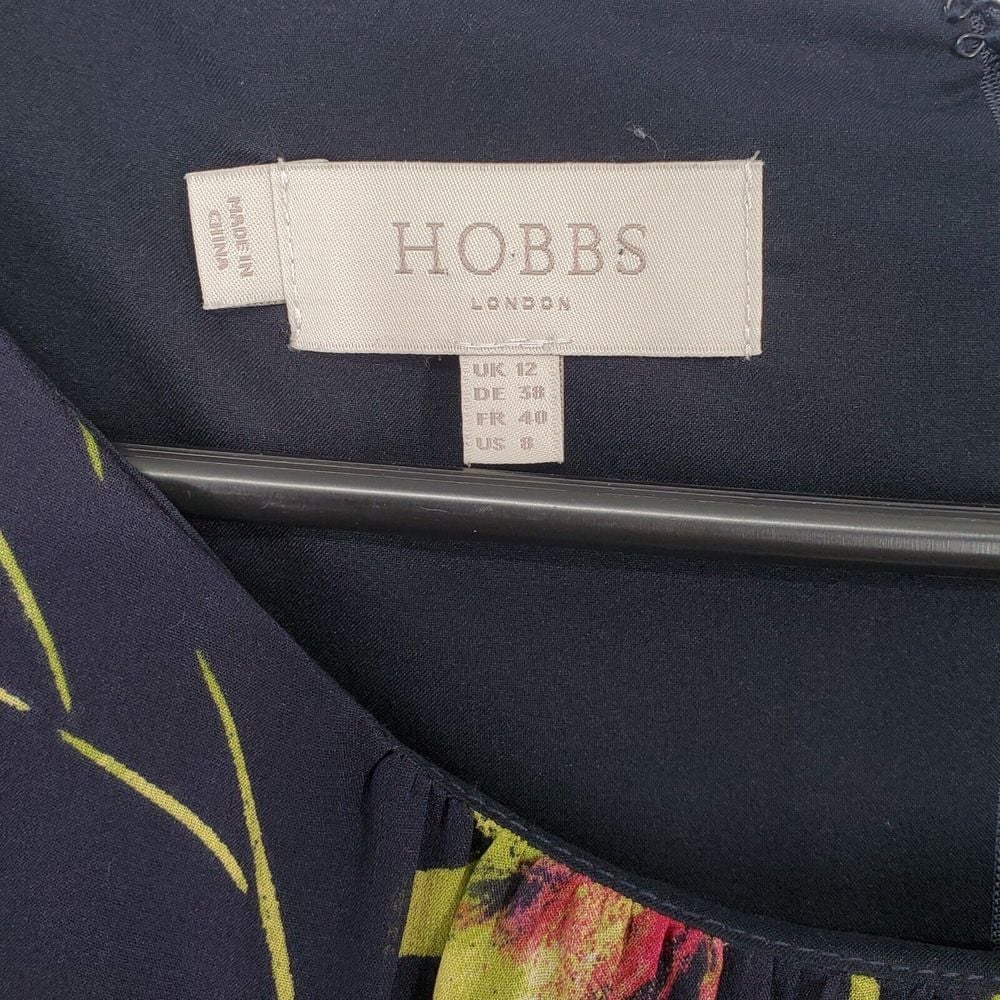 MADE IN
CHINA
HOBBS
LONDON
UK 12
DE 38
FR 40
US 8